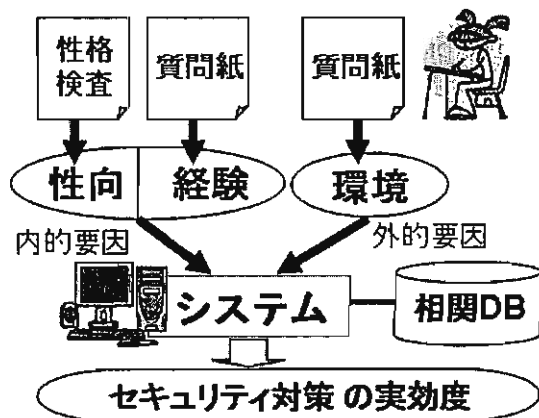 性格
検査
質問紙
質問紙
性向
経験
環境
内的要因
外的要因
システム
相関DB
セキュリティ対策の実効度